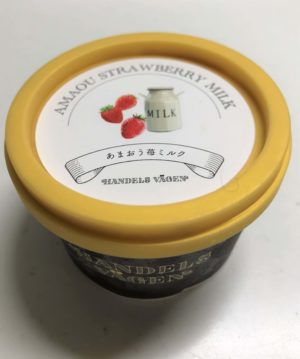 AMAOU STRAWBERRY MILK
MILK
あまおう苺ミルク
HANDELS VÄGEN
HANDELS
VÄGEN